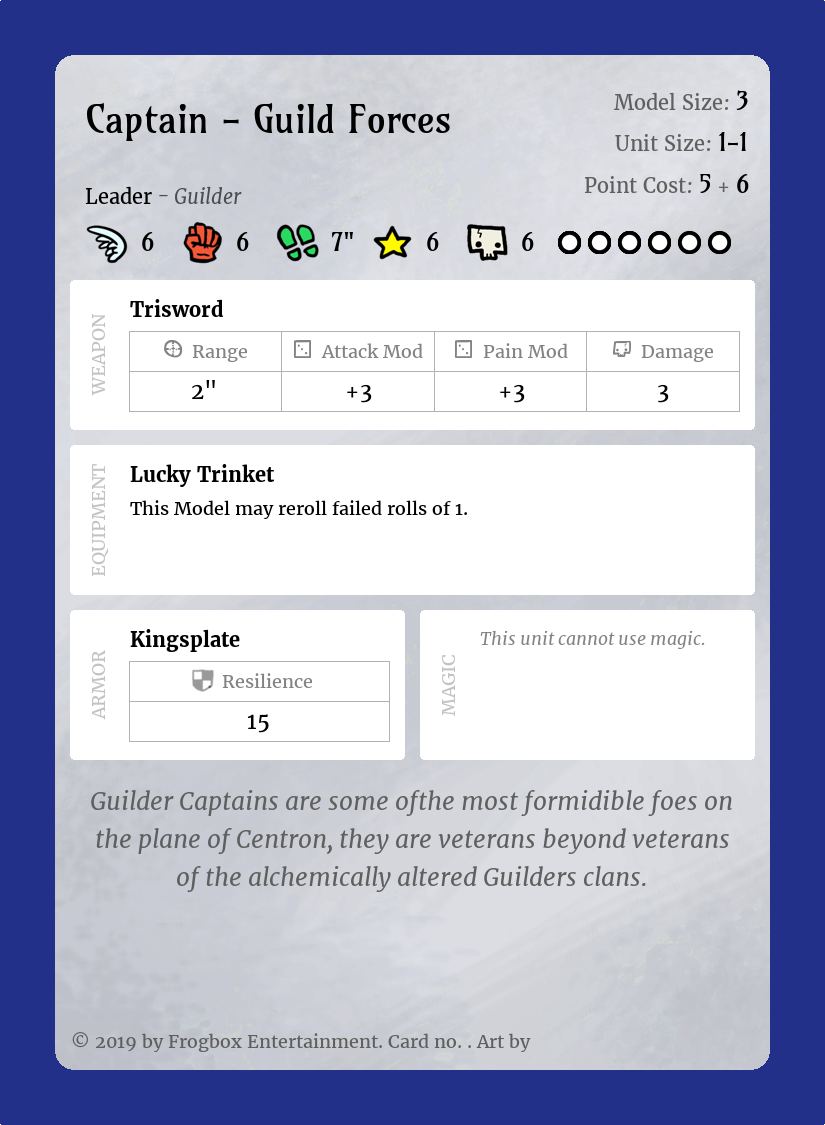 Captain - Guild Forces
Model Size: 3
Unit Size: 1-1
Point Cost: 5 + 6
Leader - Guilder
6 6 7" 6 6
WEAPON
Trisword
Range Attack Mod Pain Mod Damage
2" +3 +3 3
EQUIPMENT
Lucky Trinket
This Model may reroll failed rolls of 1.
ARMOR
Kingsplate
Resilience
15
MAGIC
This unit cannot use magic.
Guilder Captains are some ofthe most formidible foes on
the plane of Centron, they are veterans beyond veterans
of the alchemically altered Guilders clans.
© 2019 by Frogbox Entertainment. Card no. . Art by